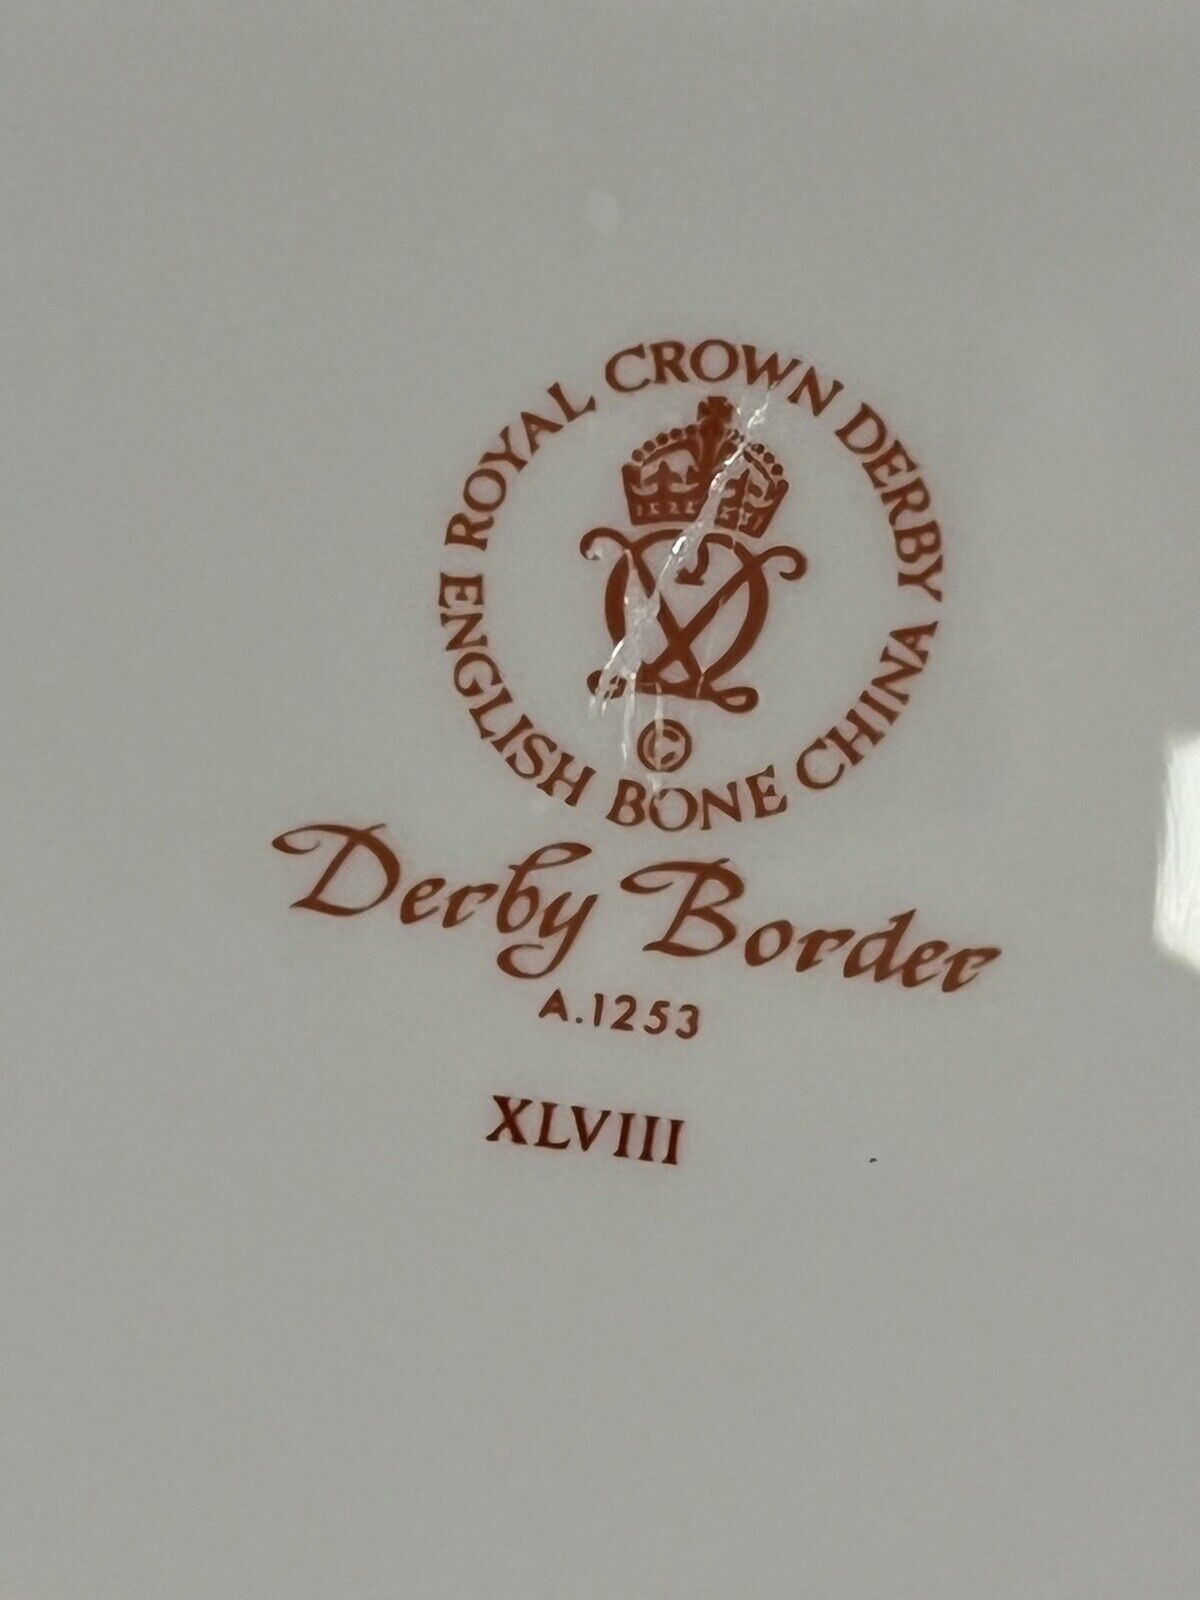 ROYAL CROWN DERBY
ENGLISH BONE CHINA
©
Derby Border
A.1253
XLVIII